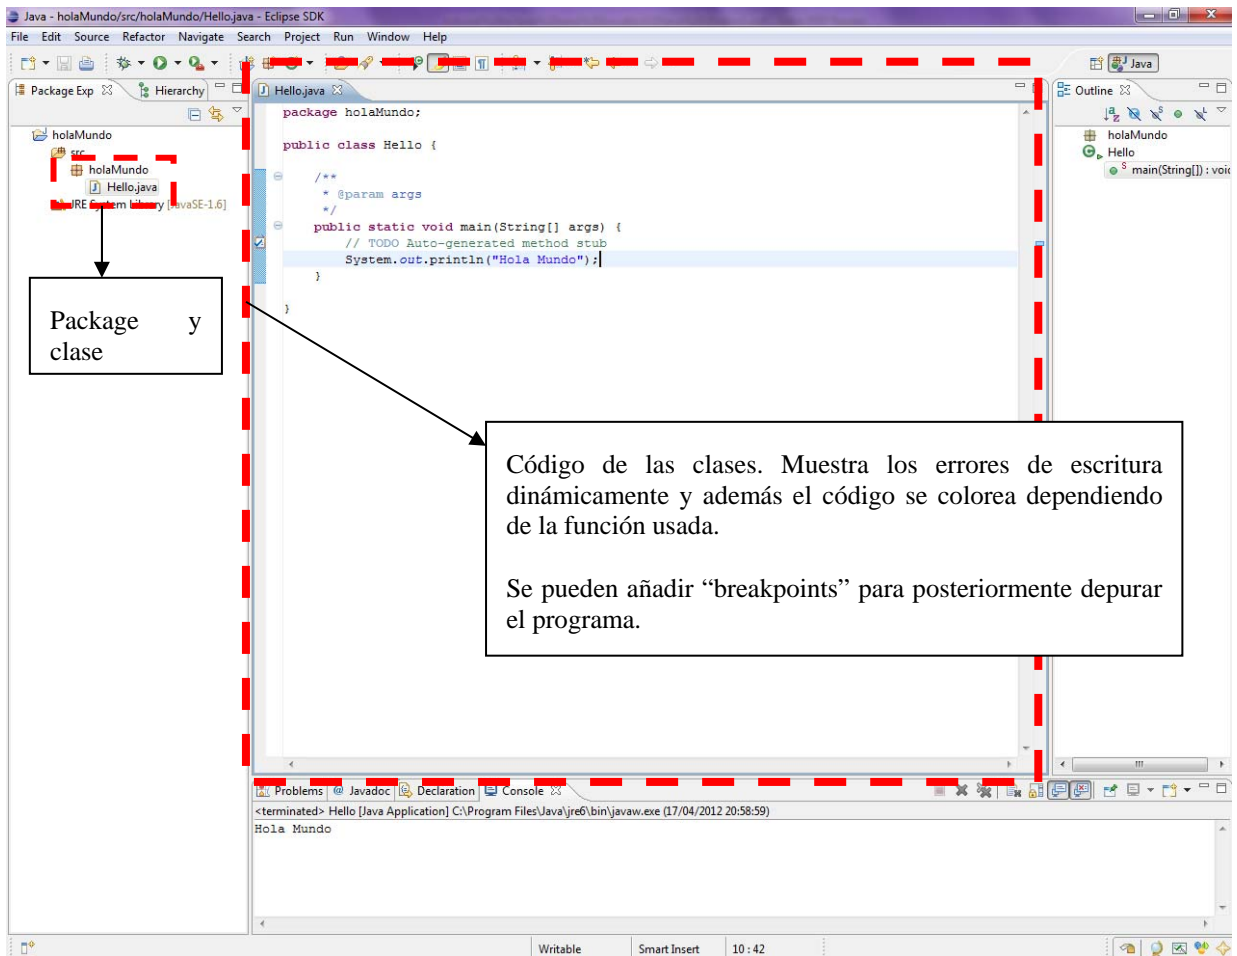 Java - holaMundo/src/holaMundo/Hello.java - Eclipse SDK
File Edit Source Refactor Navigate Search Project Run Window Help
Java
Package Exp Hierarchy
Hello.java
Outline
holaMundo
src
holaMundo
Hello.java
JRE System Library [JavaSE-1.6]
package holaMundo;
public class Hello {
/**
* @param args
*/
public static void main(String[] args) {
// TODO Auto-generated method stub
System.out.println("Hola Mundo");
}
}
holaMundo
Hello
main(String[]) : void
Package y
clase
Código de las clases. Muestra los errores de escritura
dinámicamente y además el código se colorea dependiendo
de la función usada.
Se pueden añadir “breakpoints” para posteriormente depurar
el programa.
Problems @ Javadoc Declaration Console
<terminated> Hello [Java Application] C:\Program Files\Java\jre6\bin\javaw.exe (17/04/2012 20:58:59)
Hola Mundo
Writable Smart Insert 10 : 42